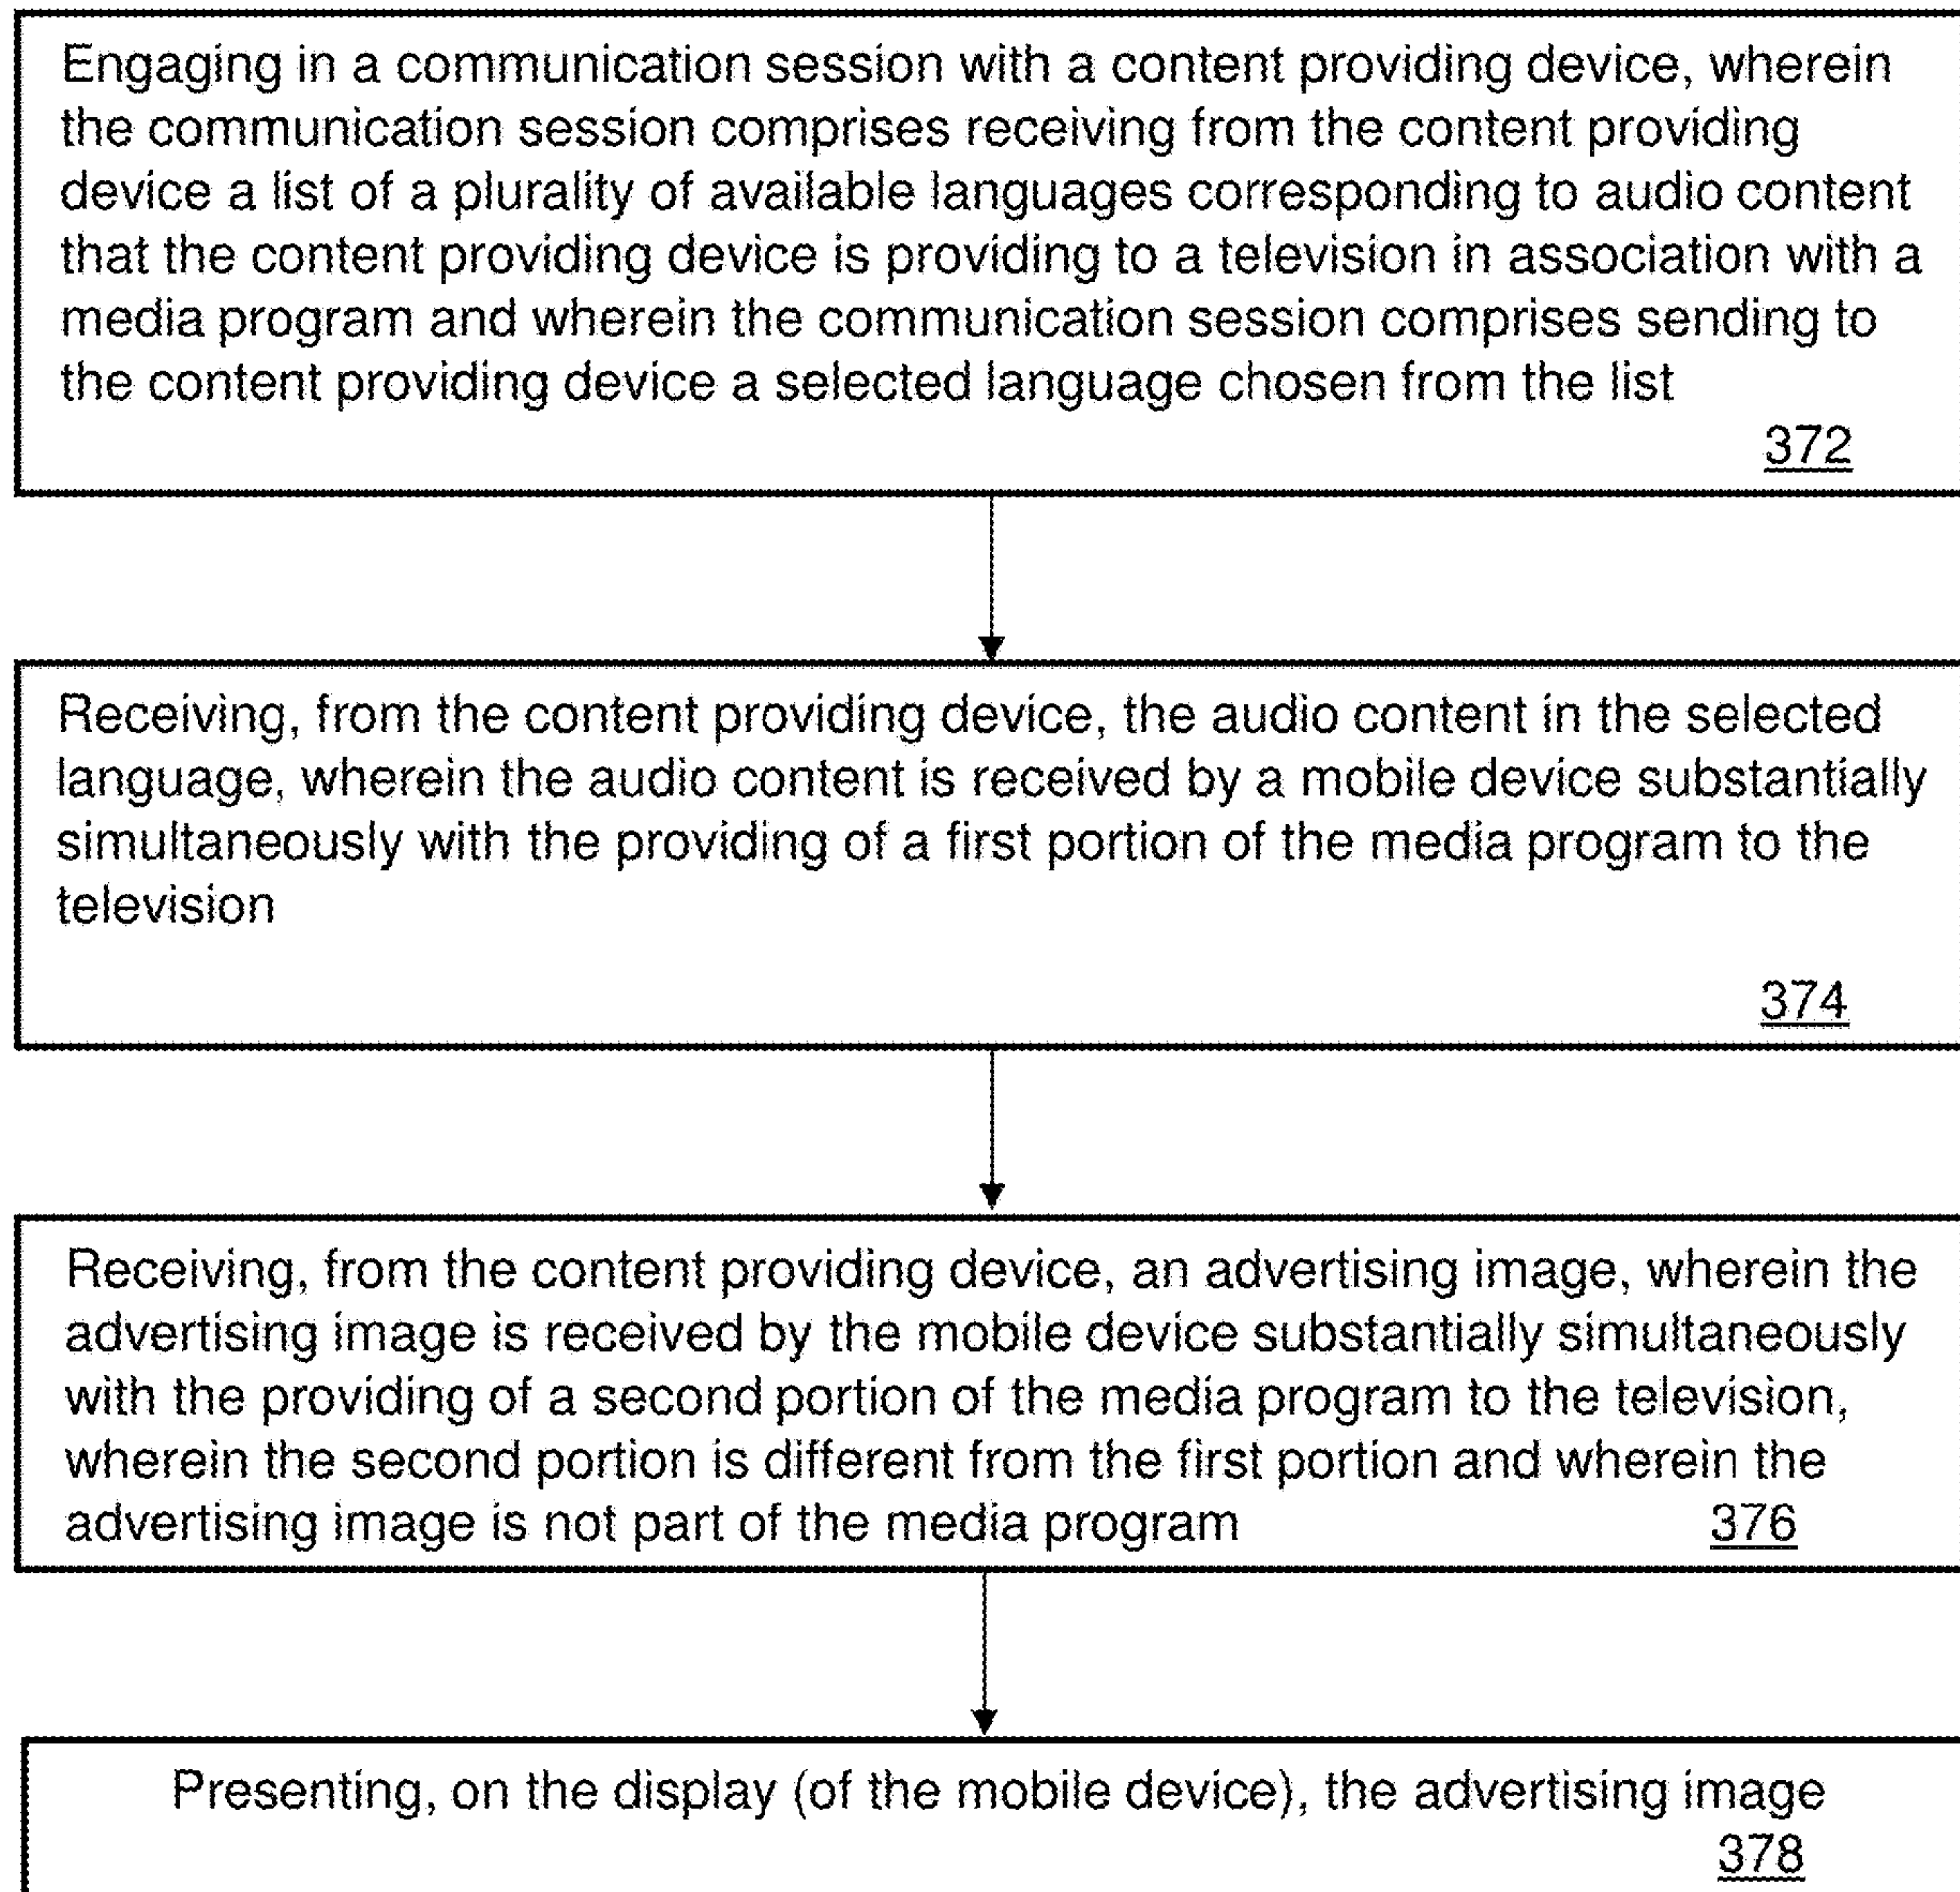 Engaging in a communication session with a content providing device, wherein
the communication session comprises receiving from the content providing
device a list of a plurality of available languages corresponding to audio content
that the content providing device is providing to a television in association with a
media program and wherein the communication session comprises sending to
the content providing device a selected language chosen from the list
372
Receiving, from the content providing device, the audio content in the selected
language, wherein the audio content is received by a mobile device substantially
simultaneously with the providing of a first portion of the media program to the
television
374
Receiving, from the content providing device, an advertising image, wherein the
advertising image is received by the mobile device substantially simultaneously
with the providing of a second portion of the media program to the television,
wherein the second portion is different from the first portion and wherein the
advertising image is not part of the media program 376
Presenting, on the display (of the mobile device), the advertising image
378